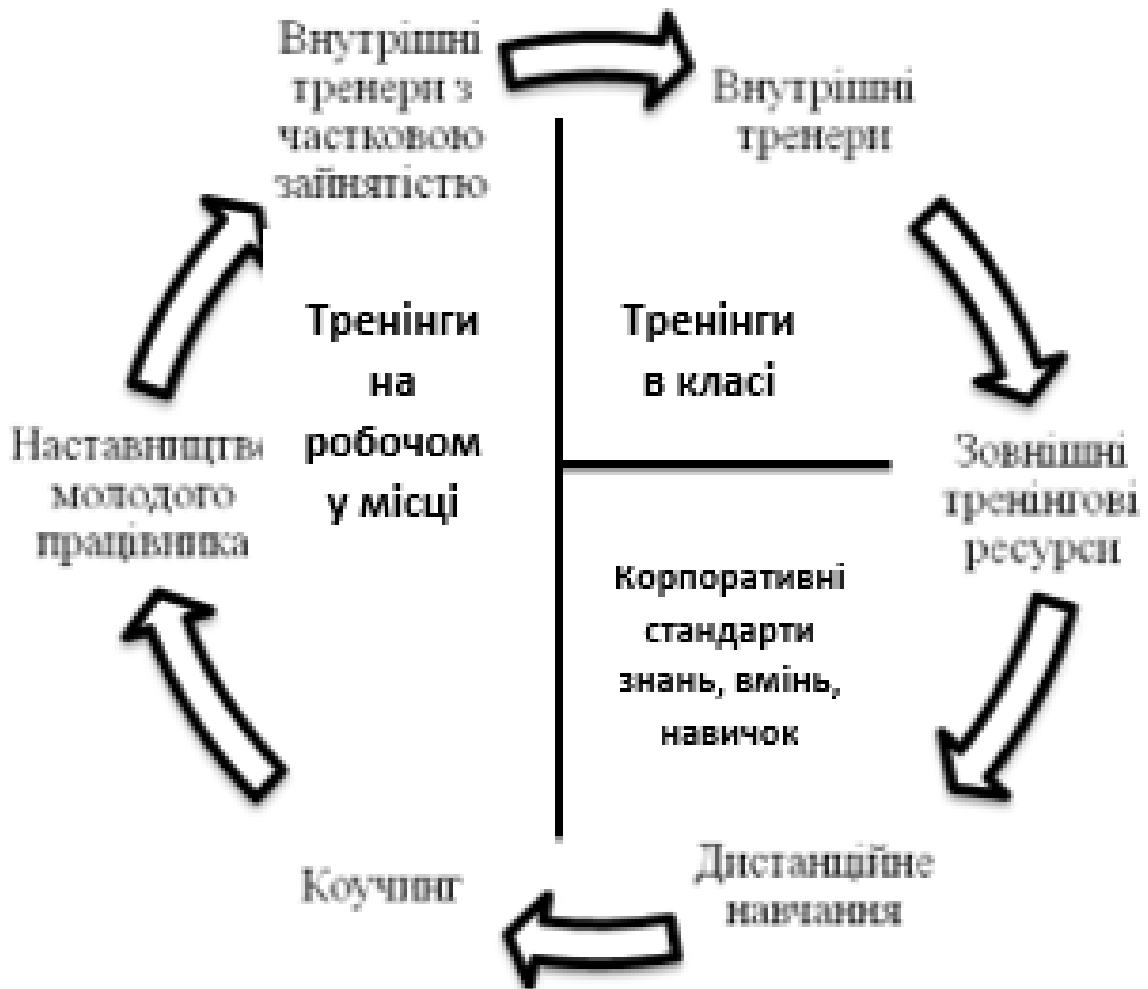 Внутрішні
тренери з
частковою
зайнятістю
Внутрішні
тренери
Тренінги
на
робочом
у місці
Тренінги
в класі
Наставництво
молодого
працівника
Зовнішні
тренінгові
ресурси
Корпоративні
стандарти
знань, вмінь,
навичок
Коучинг
Дистанційне
навчання